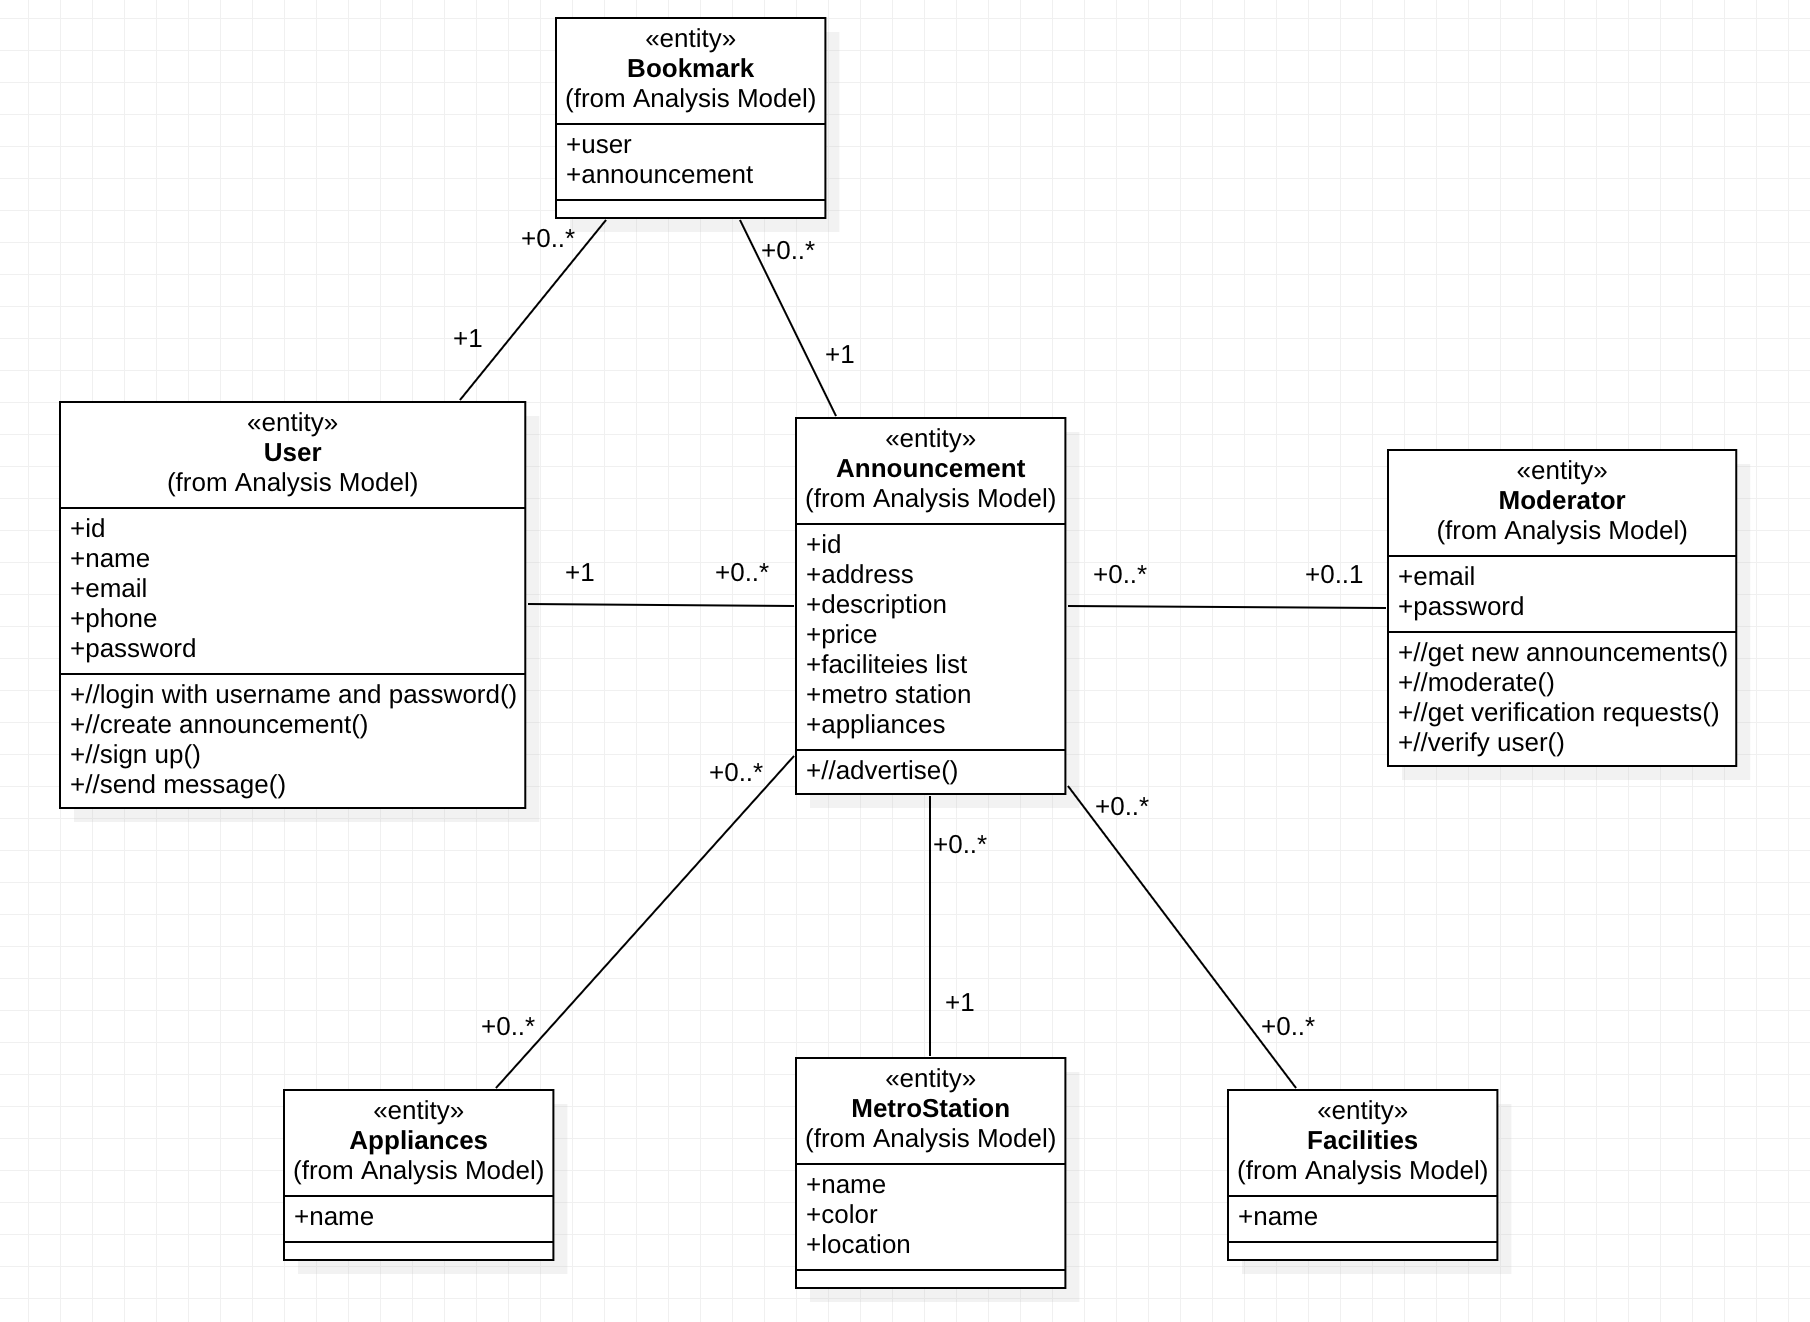 «entity»
Bookmark
(from Analysis Model)
+user
+announcement
+0..*
+0..*
+1
+1
«entity»
User
(from Analysis Model)
+id
+name
+email
+phone
+password
+//login with username and password()
+//create announcement()
+//sign up()
+//send message()
+1
+0..*
«entity»
Announcement
(from Analysis Model)
+id
+address
+description
+price
+faciliteies list
+metro station
+appliances
+//advertise()
+0..*
+0..1
«entity»
Moderator
(from Analysis Model)
+email
+password
+//get new announcements()
+//moderate()
+//get verification requests()
+//verify user()
+0..*
+0..*
+0..*
+0..*
+1
+0..*
«entity»
Appliances
(from Analysis Model)
+name
«entity»
MetroStation
(from Analysis Model)
+name
+color
+location
«entity»
Facilities
(from Analysis Model)
+name